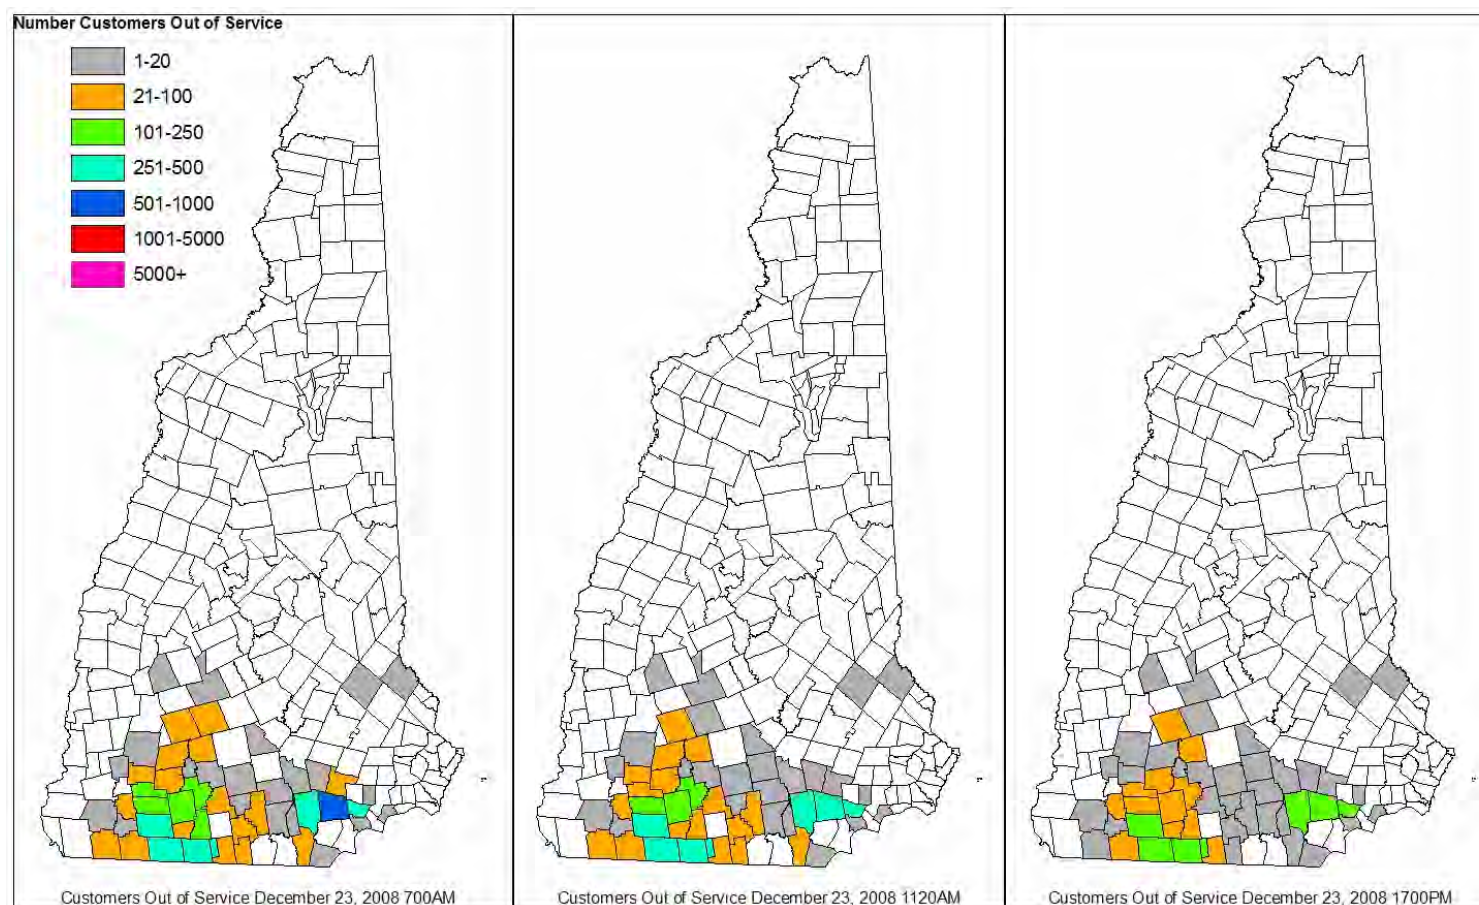 Number Customers Out of Service
1-20
21-100
101-250
251-500
501-1000
1001-5000
5000+
Customers Out of Service December 23, 2008 700AM
Customers Out of Service December 23, 2008 1120AM
Customers Out of Service December 23, 2008 1700PM